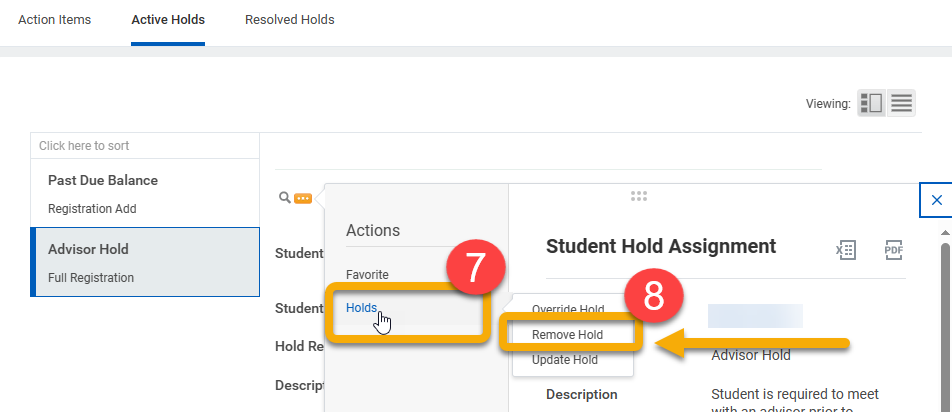 Action Items
Active Holds
Resolved Holds
Viewing:
Click here to sort
Past Due Balance
Registration Add
Advisor Hold
Full Registration
Student
Student
Hold Re
Descrip
Actions
Favorite
Holds
7
8
Override Hold
Remove Hold
Update Hold
Student Hold Assignment
X
PDF
Advisor Hold
Description
Student is required to meet
with an advisor prior to